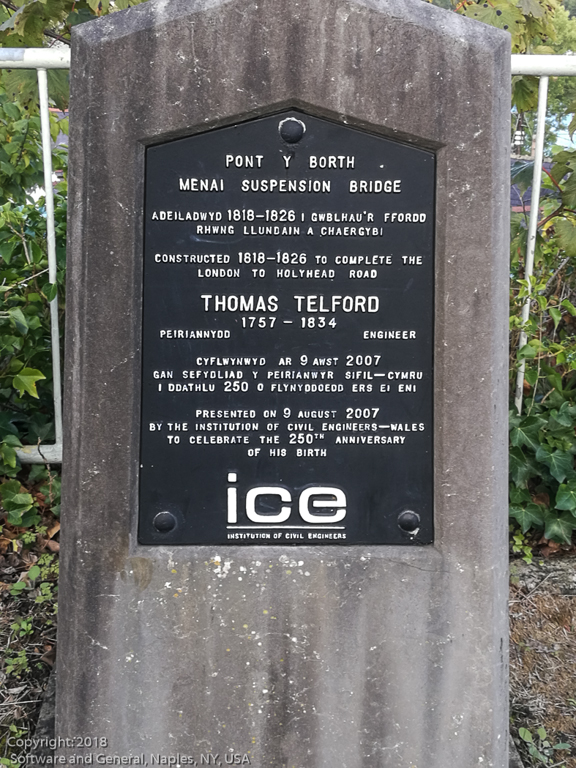 PONT Y BORTH
MENAI SUSPENSION BRIDGE
ADEILADWYD 1818-1826 I GWBLHAU'R FFORDD
RHWNG LLUNDAIN A CHAERGYBI
CONSTRUCTED 1818-1826 TO COMPLETE THE
LONDON TO HOLYHEAD ROAD
THOMAS TELFORD
1757 - 1834
PEIRIANNYDD ENGINEER
CYFLWYNWYD AR 9 AWST 2007
GAN SEFYDLIAD Y PEIRIANWYR SIFIL-CYMRU
I DDATHLU 250 O FLYNYDDOEDD ERS EI ENI
PRESENTED ON 9 AUGUST 2007
BY THE INSTITUTION OF CIVIL ENGINEERS-WALES
TO CELEBRATE THE 250TH ANNIVERSARY
OF HIS BIRTH
ice
INSTITUTION OF CIVIL ENGINEERS
Copyright: 2018
Software and General, Naples, NY, USA